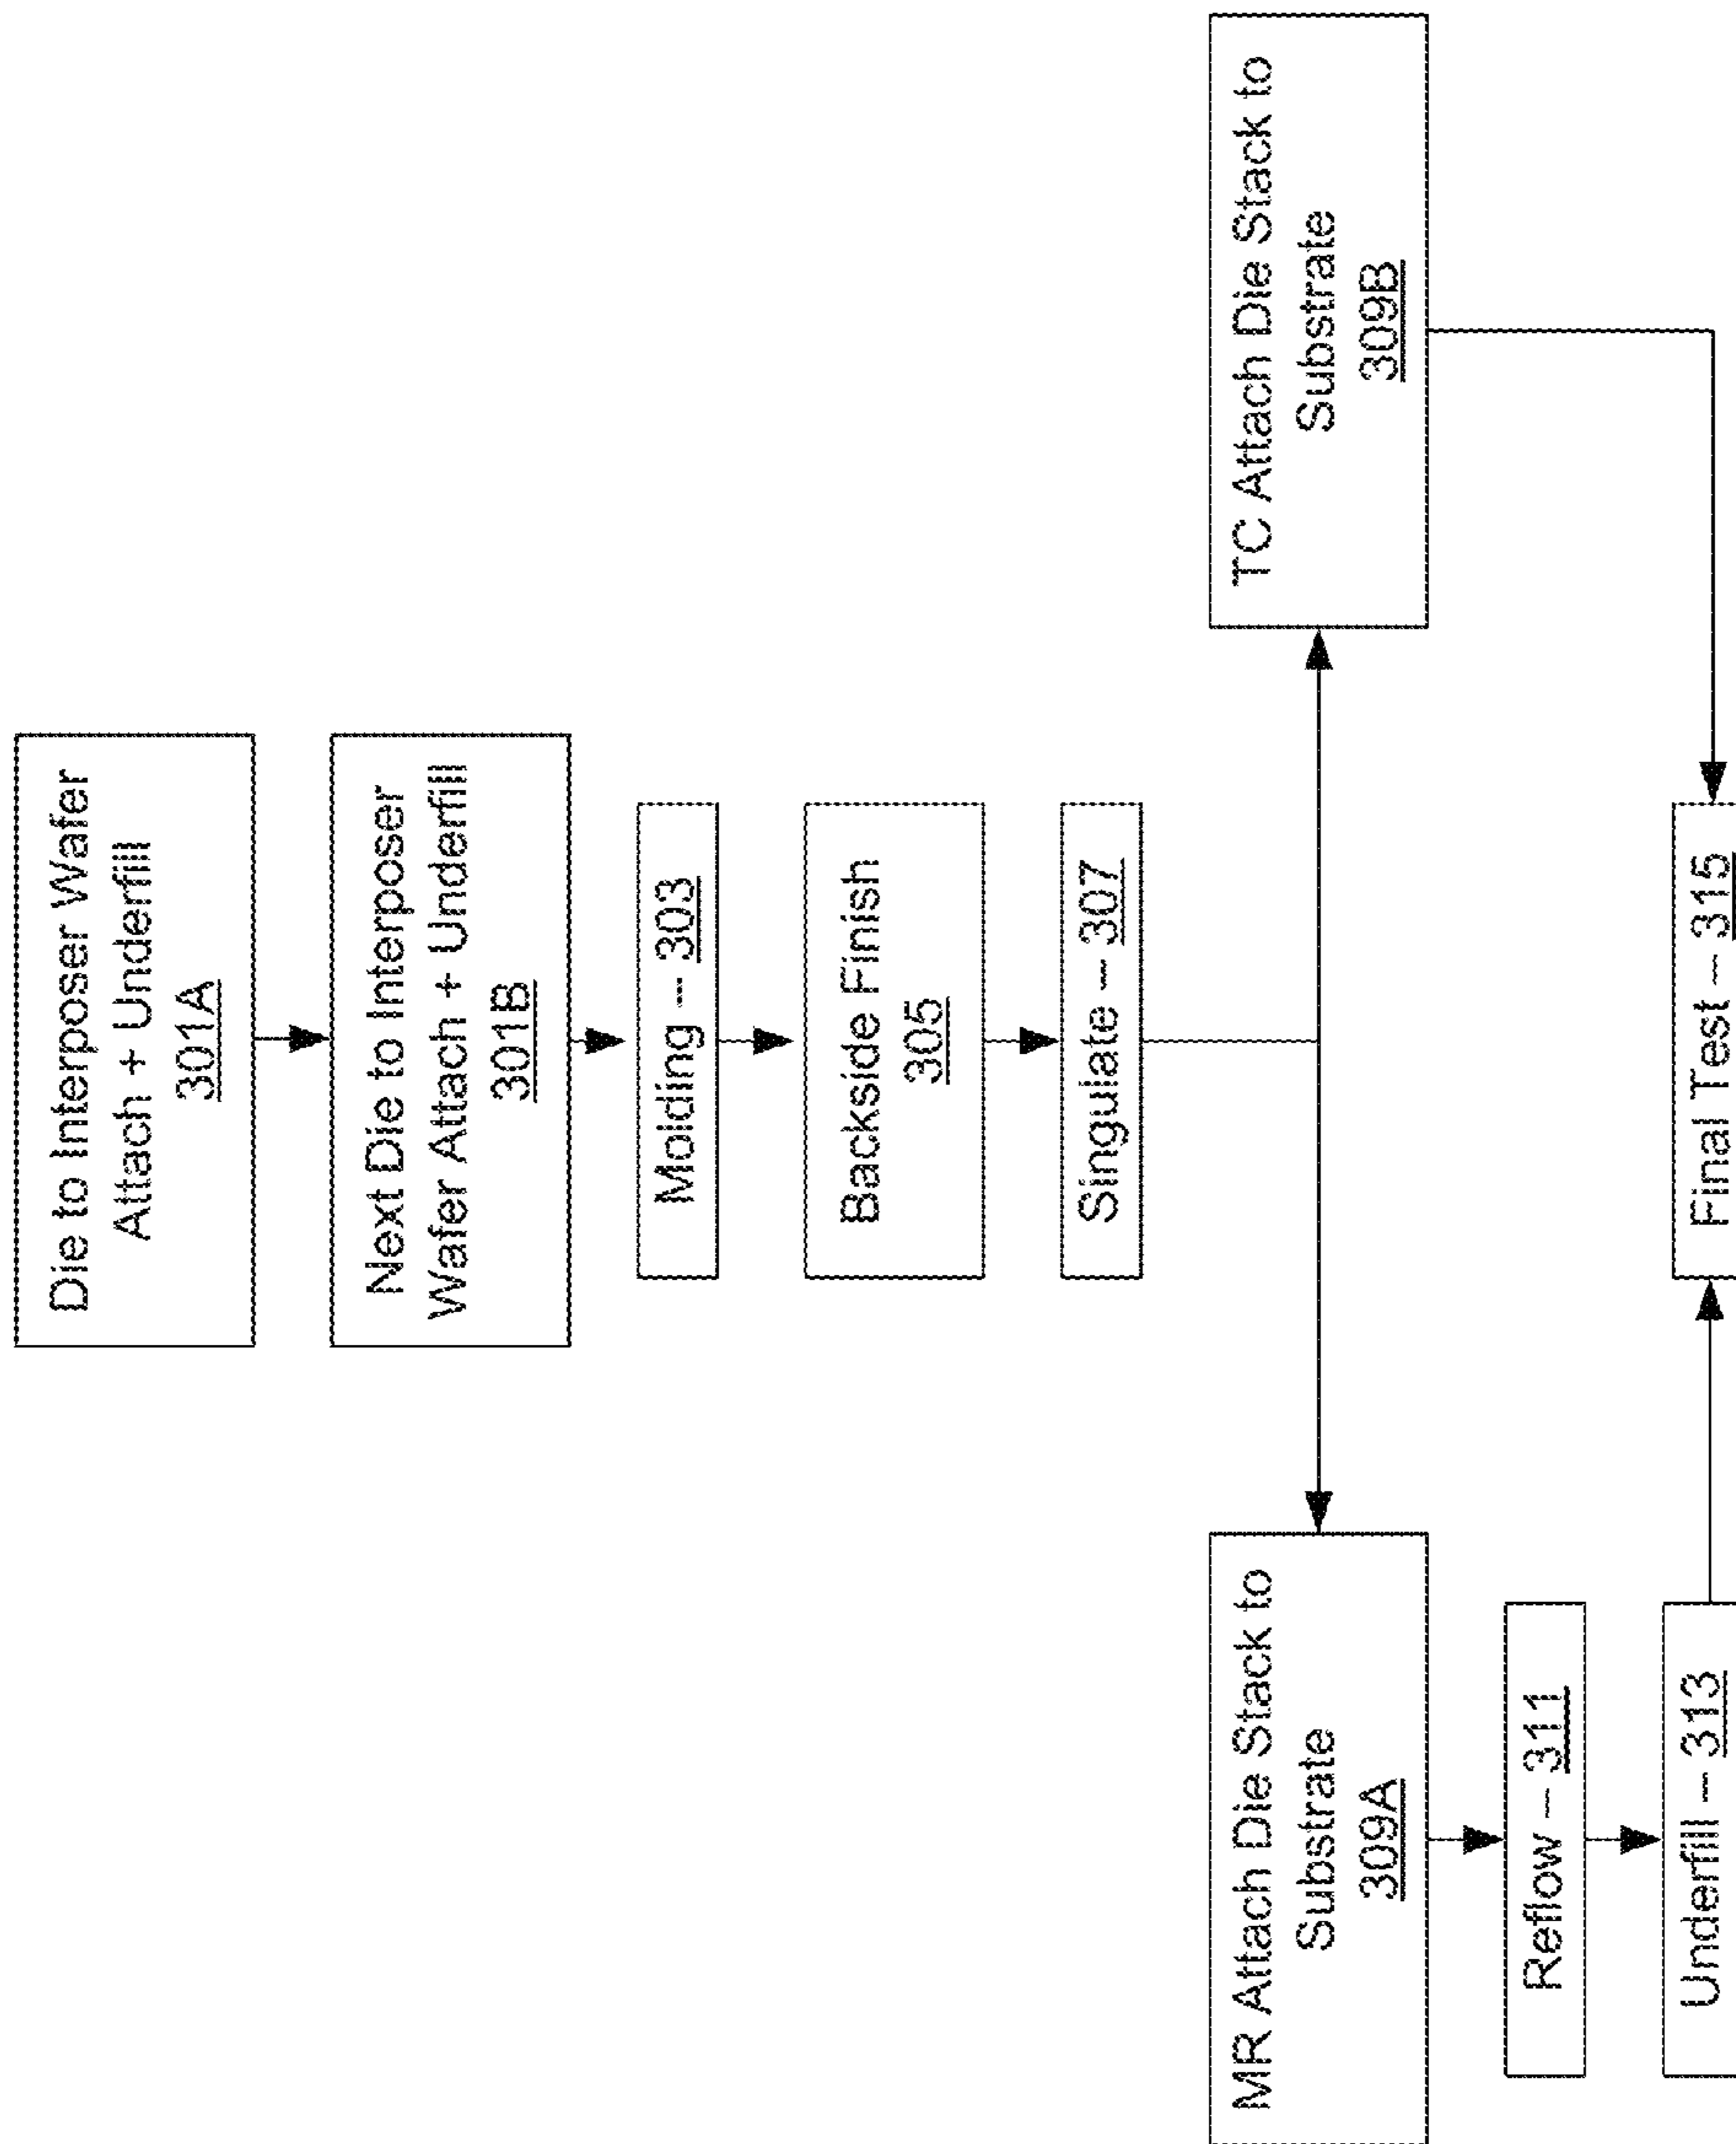 Die to Interposer Wafer
Attach + Underfill
301A
Next Die to Interposer
Wafer Attach + Underfill
301B
Molding -- 303
Backside Finish
305
Singulate -- 307
MR Attach Die Stack to
Substrate
309A
TC Attach Die Stack to
Substrate
309B
Reflow -- 311
Underfill -- 313
Final Test -- 315